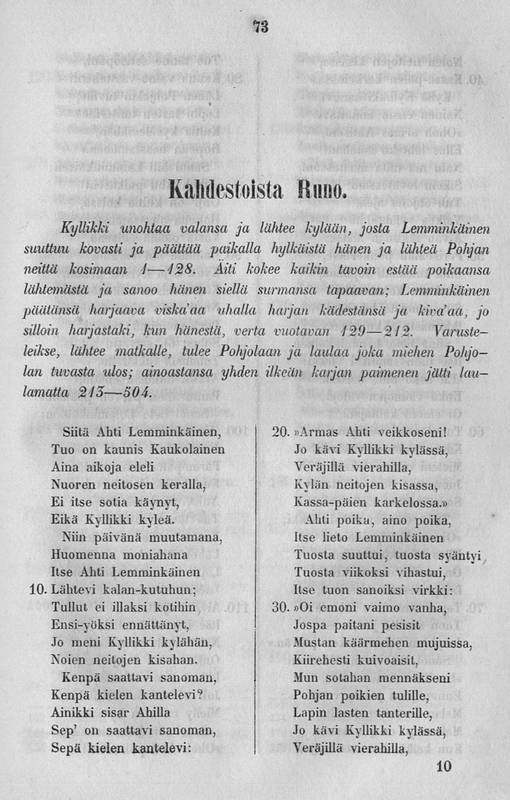 73
Kahdestoista Runo.
Kyllikki unohtaa valansa ja lähtee kylään, josta Lemminkäinen
suuttuu kovasti ja päättää paikalla hylkäistä hänen ja lähteä Pohjan
neittä kosimaan 1—128. Äiti kokee kaikin tavoin estää poikaansa
lähtemästä ja sanoo hänen siellä surmansa tapaavan; Lemminkäinen
päätänsä harjaava viska'aa uhalla harjan kädestänsä ja kiva'aa, jo
silloin harjastaki, kun hänestä, verta vuotavan 129—212. Varuste-
leikse, lähtee matkalle, tulee Pohjolaan ja laulaa joka miehen Pohjo-
lan tuvasta ulos; ainoastansa yhden ilkeän karjan paimenen jätti lau-
lamatta 213—504.
Siitä Ahti Lemminkäinen,
Tuo on kaunis Kaukolainen
Aina aikoja eleli
Nuoren neitosen keralla,
Ei itse sotia käynyt,
Eikä Kyllikki kyleä.
Niin päivänä muutamana,
Huomenna moniahana
Itse Ahti Lemminkäinen
10. Lähtevi kalan-kutuhun;
Tullut ei illaksi kotihin,
Ensi-yöksi ennättänyt,
Jo meni Kyllikki kylähän,
Noien neitojen kisahan.
Kenpä saattavi sanoman,
Kenpä kielen kantelevi?
Ainikki sisar Ahilla
Sep' on saattavi sanoman,
Sepä kielen kantelevi:
20. »Armas Ahti veikkoseni!
Jo kävi Kyllikki kylässä,
Veräjillä vierahilla,
Kylän neitojen kisassa,
Kassa-päien karkelossa.»
Ahti poika, aino poika,
Itse lieto Lemminkäinen
Tuosta suuttui, tuosta syäntyi,
Tuosta viikoksi vihastui,
Itse tuon sanoiksi virkki:
30. »Oi emoni vaimo vanha,
Jospa paitani pesisit
Mustan käärmehen mujuissa,
Kiirehesti kuivoaisit,
Mun sotahan mennäkseni
Pohjan poikien tulille,
Lapin lasten tanterille,
Jo kävi Kyllikki kylässä,
Veräjillä vierahilla,
10